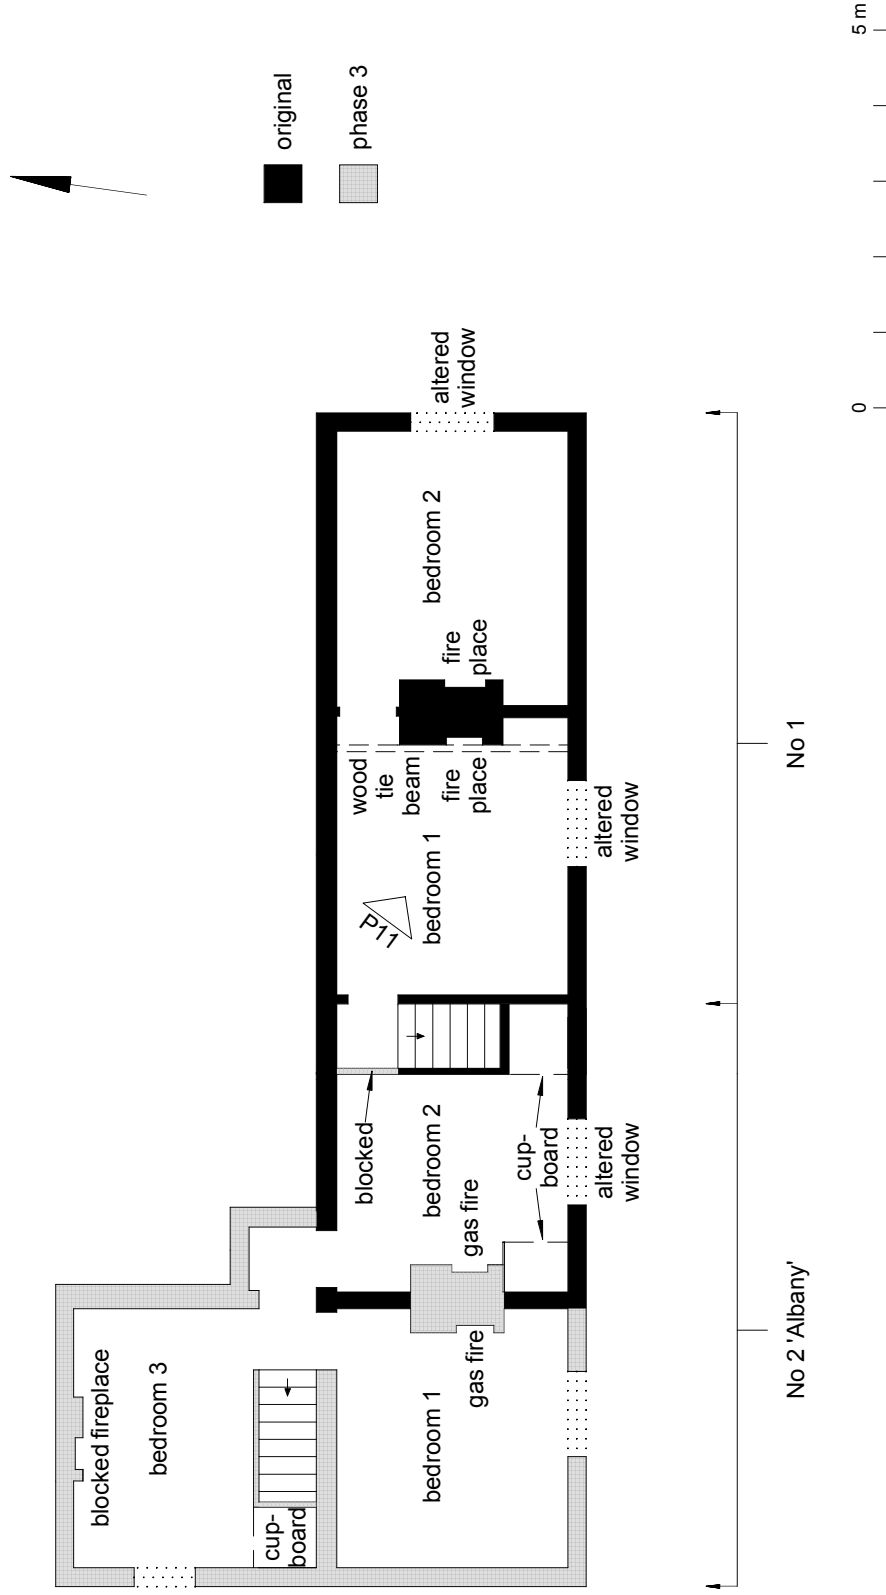 original
phase 3
blocked fireplace
bedroom 3
cup-
board
bedroom 1
gas fire
gas fire
bedroom 2
blocked
cup-
board
altered
window
P11
bedroom 1
wood
tie
beam
fire
place
altered
window
fire
place
bedroom 2
altered
window
No 2 'Albany'
No 1
0
5 m